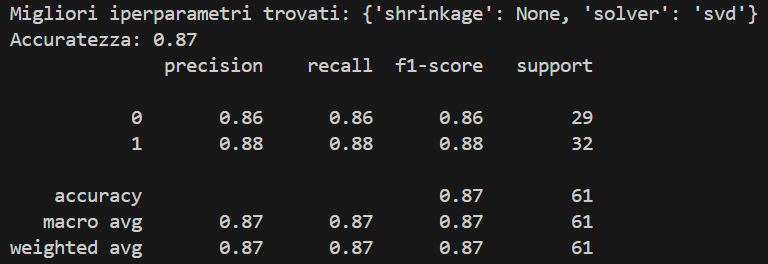 Migliori iperparametri trovati: {'shrinkage': None, 'solver': 'svd'}
Accuratezza: 0.87
precision recall f1-score support
0 0.86 0.86 0.86 29
1 0.88 0.88 0.88 32
accuracy 0.87 61
macro avg 0.87 0.87 0.87 61
weighted avg 0.87 0.87 0.87 61